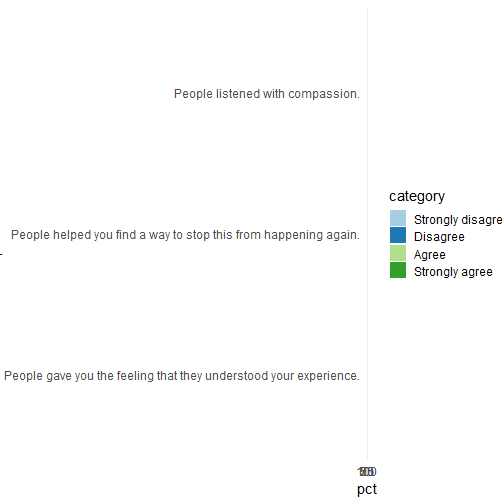 People listened with compassion.
category
Strongly disagre
Disagree
People helped you find a way to stop this from happening again.
Agree
Strongly agree
People gave you the feeling that they understood your experience.
pct